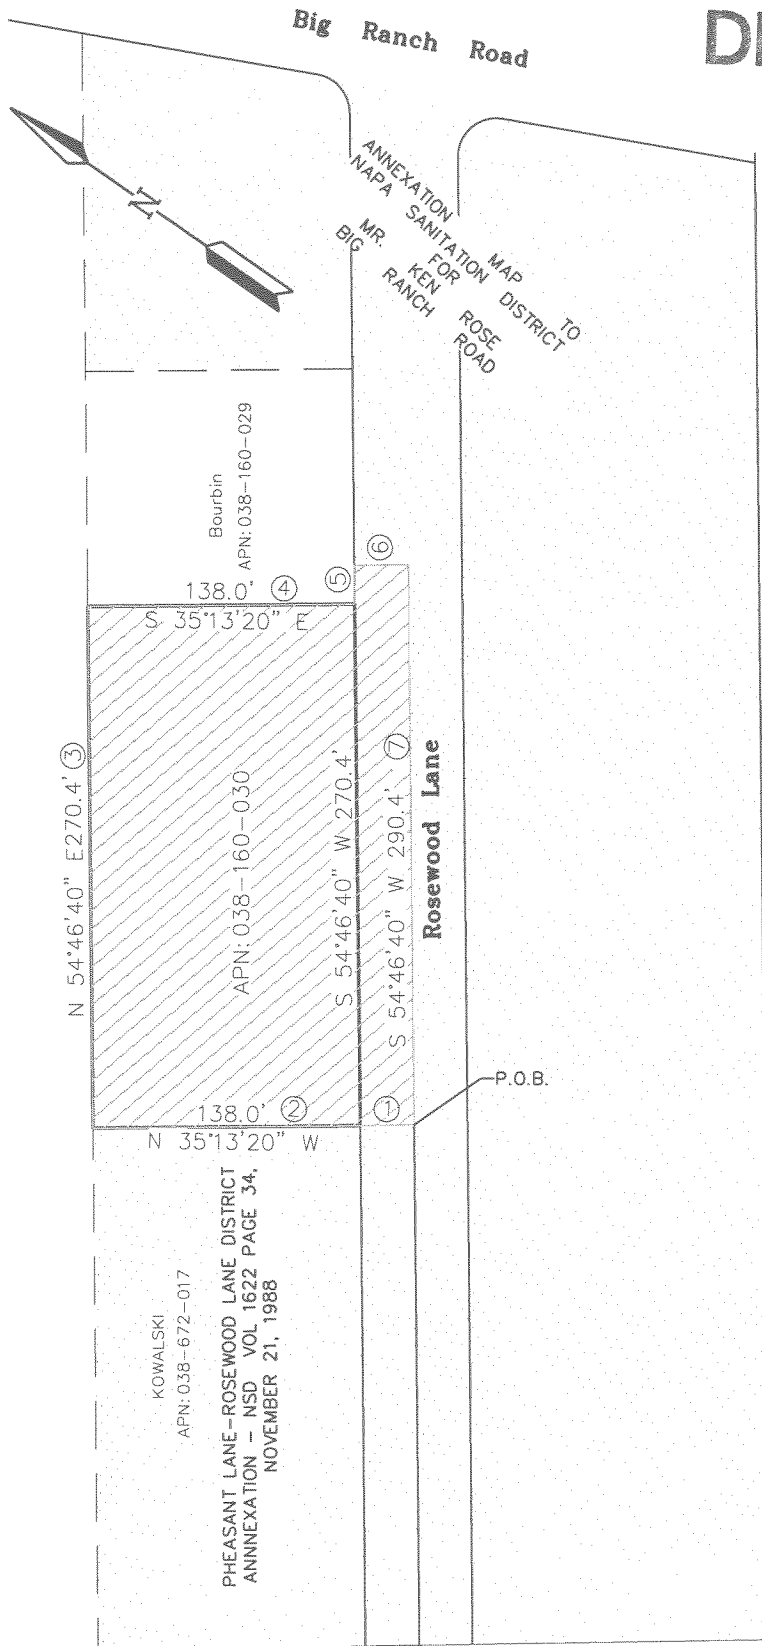 Big Ranch Road
ANNEXATION MAP TO
NAPA SANITATION DISTRICT
FOR
MR. KEN ROSE
BIG RANCH ROAD
N
Bourbin
APN: 038-160-029
6
5
138.0' 4
S 35°13'20" E
N 54°46'40" E270.4' 3
APN: 038-160-030
S 54°46'40" W 270.4'
S 54°46'40" W 290.4' 7
Rosewood Lane
138.0' 2
1
P.O.B.
N 35°13'20" W
KOWALSKI
APN: 038-672-017
PHEASANT LANE-ROSEWOOD LANE DISTRICT
ANNNEXATION - NSD VOL 1622 PAGE 34,
NOVEMBER 21, 1988